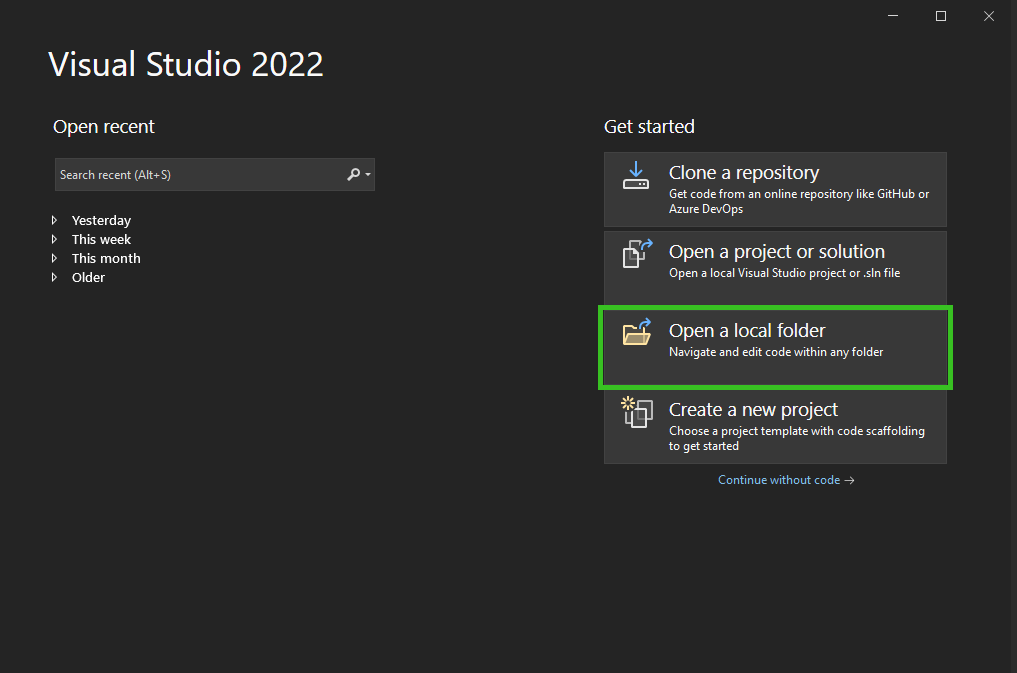 Visual Studio 2022
Open recent
Search recent (Alt+S)
Yesterday
This week
This month
Older
Get started
Clone a repository
Get code from an online repository like GitHub or
Azure DevOps
Open a project or solution
Open a local Visual Studio project or .sln file
Open a local folder
Navigate and edit code within any folder
Create a new project
Choose a project template with code scaffolding
to get started
Continue without code →